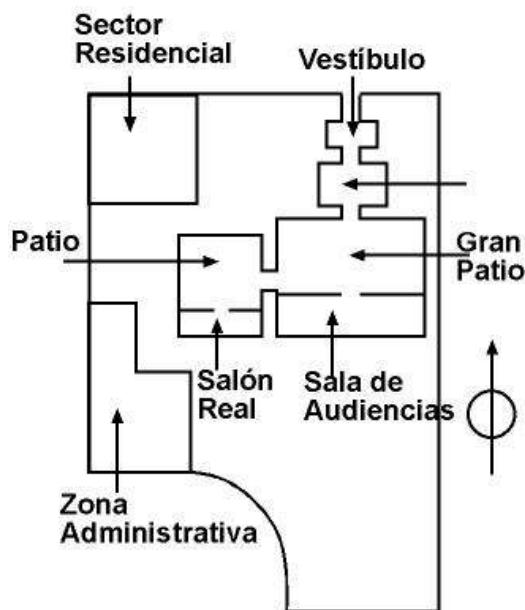 Sector
Residencial
Vestíbulo
Patio
Gran
Patio
Salón
Real
Sala de
Audiencias
Zona
Administrativa